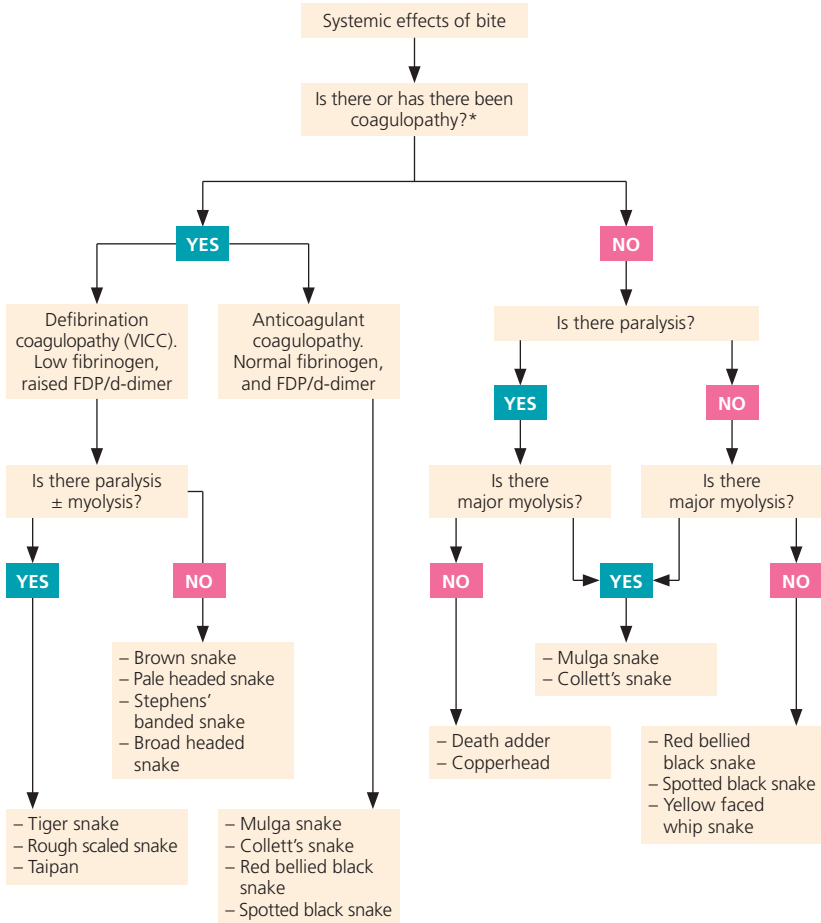 Systemic effects of bite
Is there or has there been
coagulopathy?*
YES
NO
Defibrination
coagulopathy (VICC).
Low fibrinogen,
raised FDP/d-dimer
Anticoagulant
coagulopathy.
Normal fibrinogen,
and FDP/d-dimer
Is there paralysis?
YES
NO
Is there paralysis
± myolysis?
Is there
major myolysis?
Is there
major myolysis?
YES
NO
NO
YES
NO
– Brown snake
– Pale headed snake
– Stephens'
banded snake
– Broad headed
snake
– Mulga snake
– Collett's snake
– Death adder
– Copperhead
– Red bellied
black snake
– Spotted black snake
– Yellow faced
whip snake
– Tiger snake
– Rough scaled snake
– Taipan
– Mulga snake
– Collett's snake
– Red bellied black
snake
– Spotted black snake